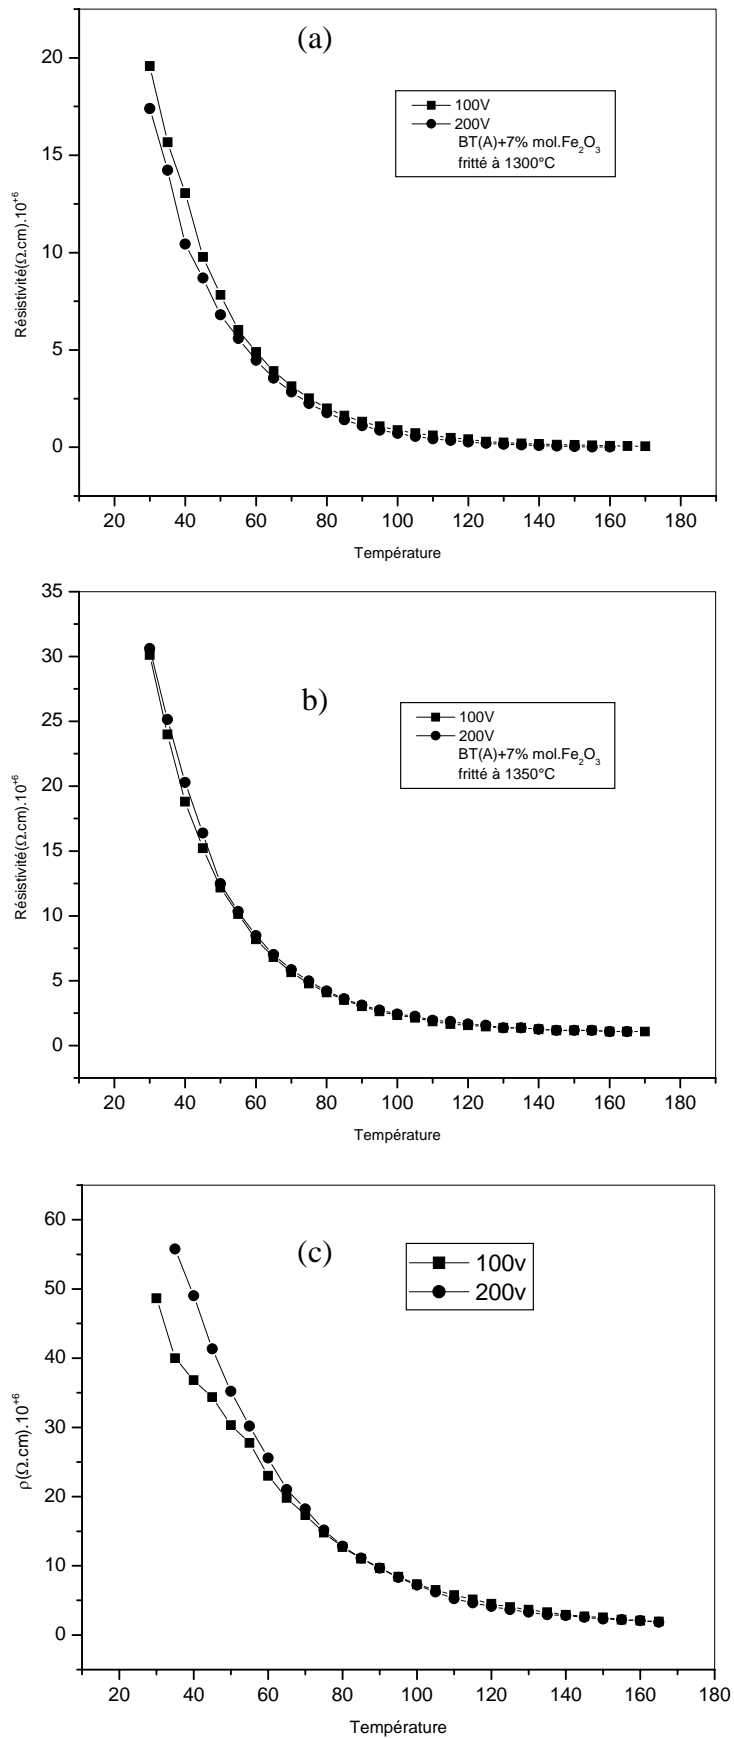 (a)
20
15
10
5
0
Résistivité(Ω.cm).10⁺⁶
100V
200V
BT(A)+7% mol.Fe₂O₃
fritté à 1300°C
20 40 60 80 100 120 140 160 180
Température
b)
35
30
25
20
15
10
5
0
Résistivité(Ω.cm).10⁺⁶
100V
200V
BT(A)+7% mol.Fe₂O₃
fritté à 1350°C
20 40 60 80 100 120 140 160 180
Température
(c)
60
50
40
30
20
10
0
ρ(Ω.cm).10⁺⁶
100v
200v
20 40 60 80 100 120 140 160 180
Température